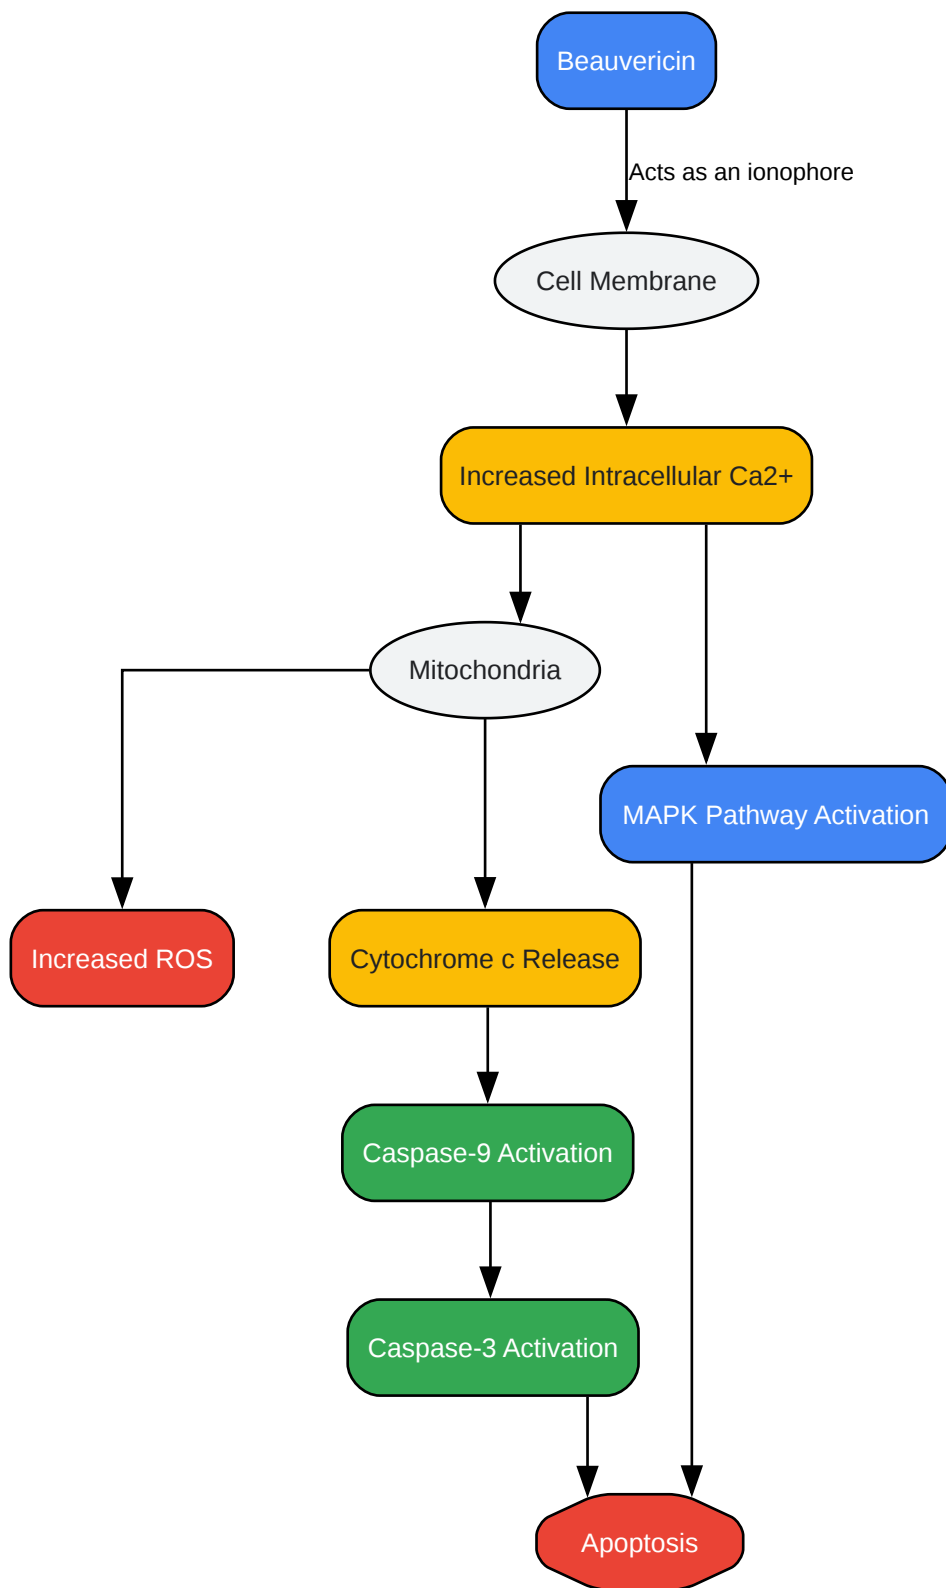 Beauvericin
Acts as an ionophore
Cell Membrane
Increased Intracellular Ca2+
Mitochondria
MAPK Pathway Activation
Increased ROS
Cytochrome c Release
Caspase-9 Activation
Caspase-3 Activation
Apoptosis